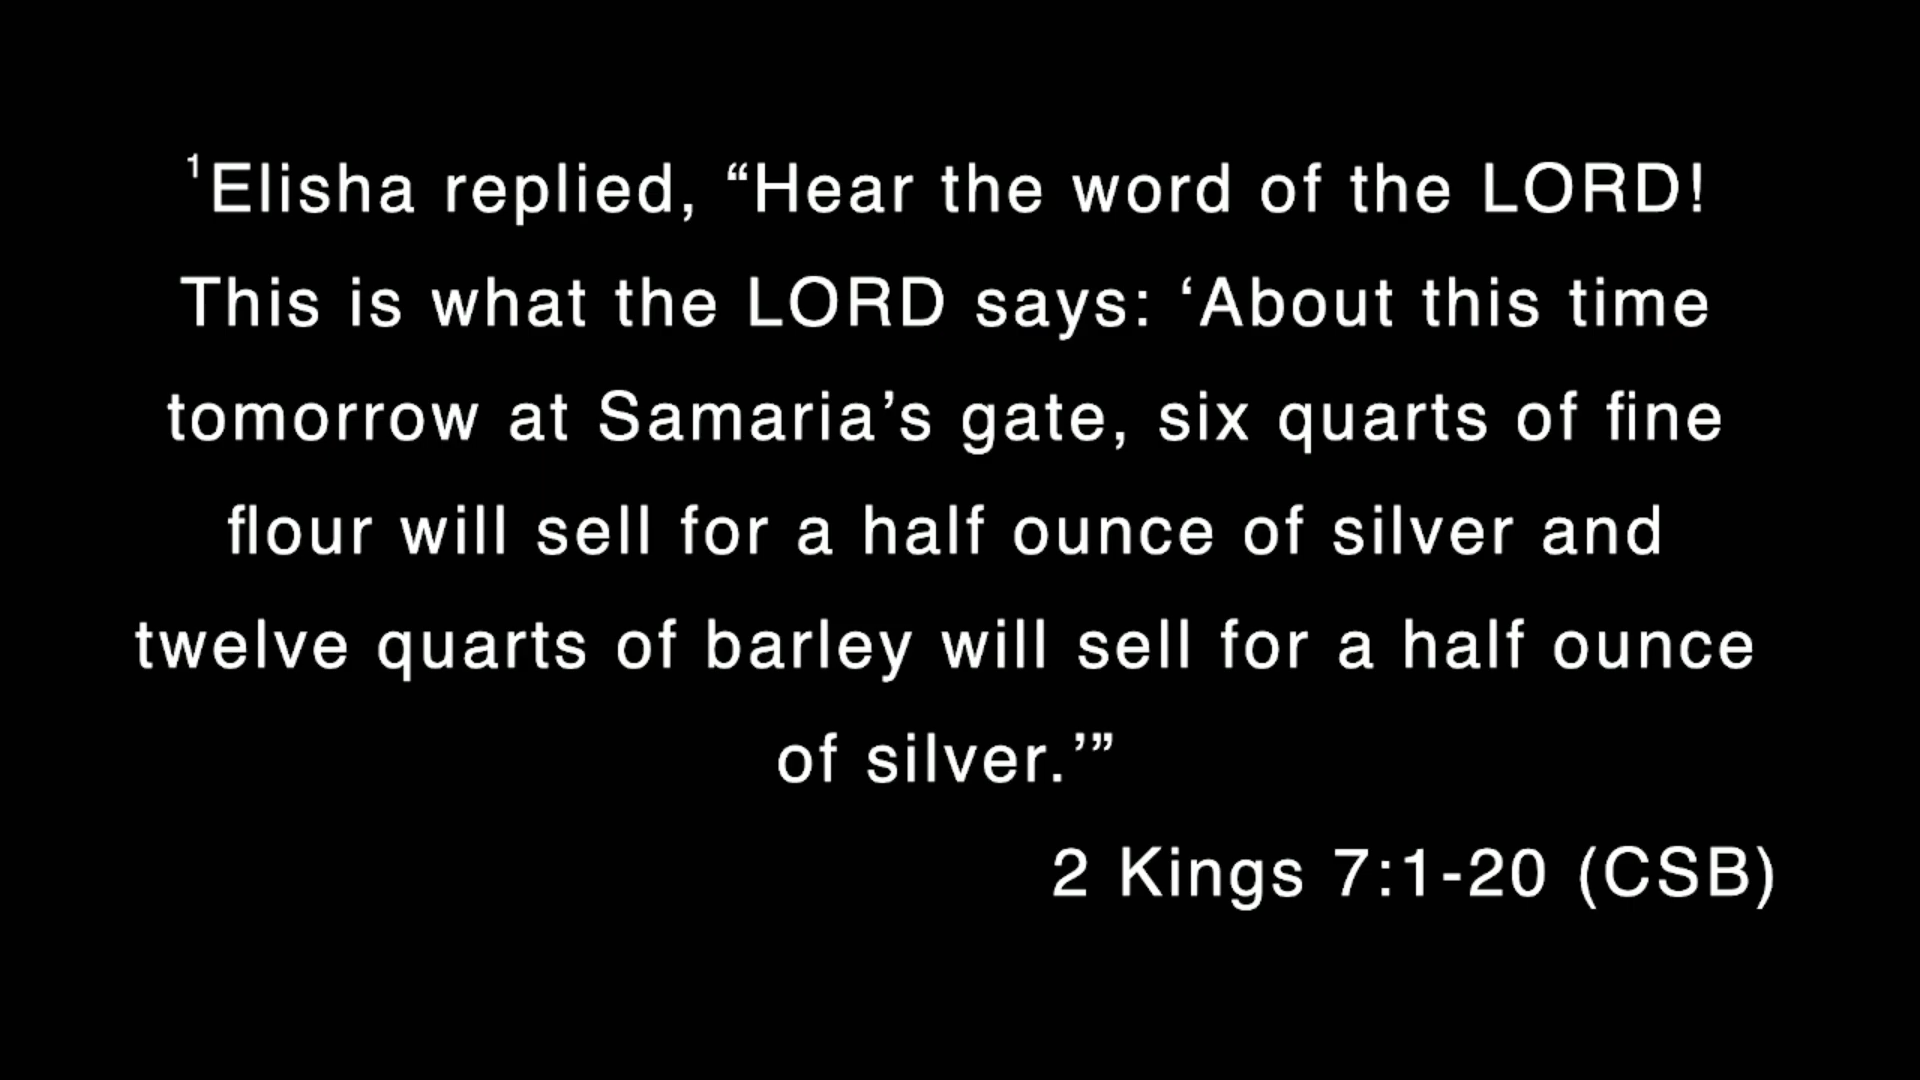 ¹Elisha replied, “Hear the word of the LORD!
This is what the LORD says: ‘About this time
tomorrow at Samaria’s gate, six quarts of fine
flour will sell for a half ounce of silver and
twelve quarts of barley will sell for a half ounce
of silver.’”
2 Kings 7:1-20 (CSB)